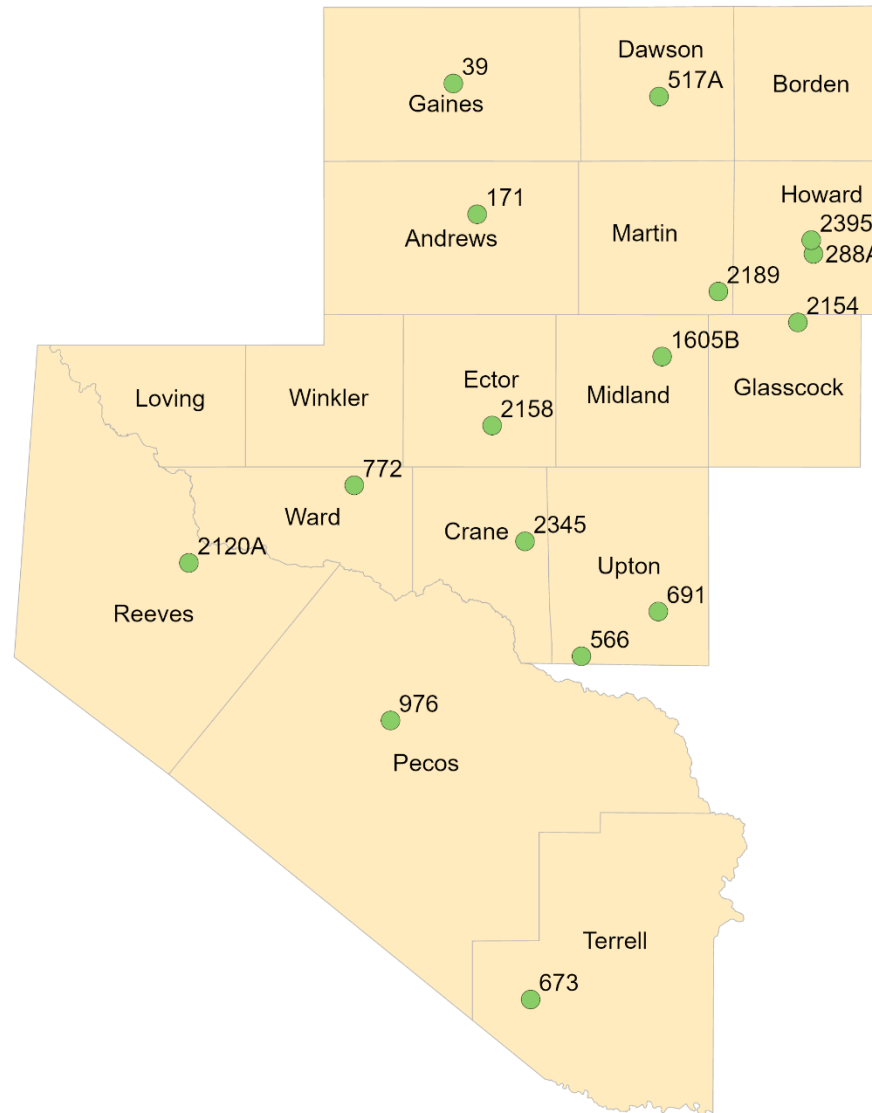 39
Gaines
Dawson
517A
Borden
171
Andrews
Martin
Howard
2395
288A
2189
2154
1605B
Loving
Winkler
Ector
2158
Midland
Glasscock
772
Ward
Crane
2345
Upton
2120A
Reeves
691
566
976
Pecos
Terrell
673